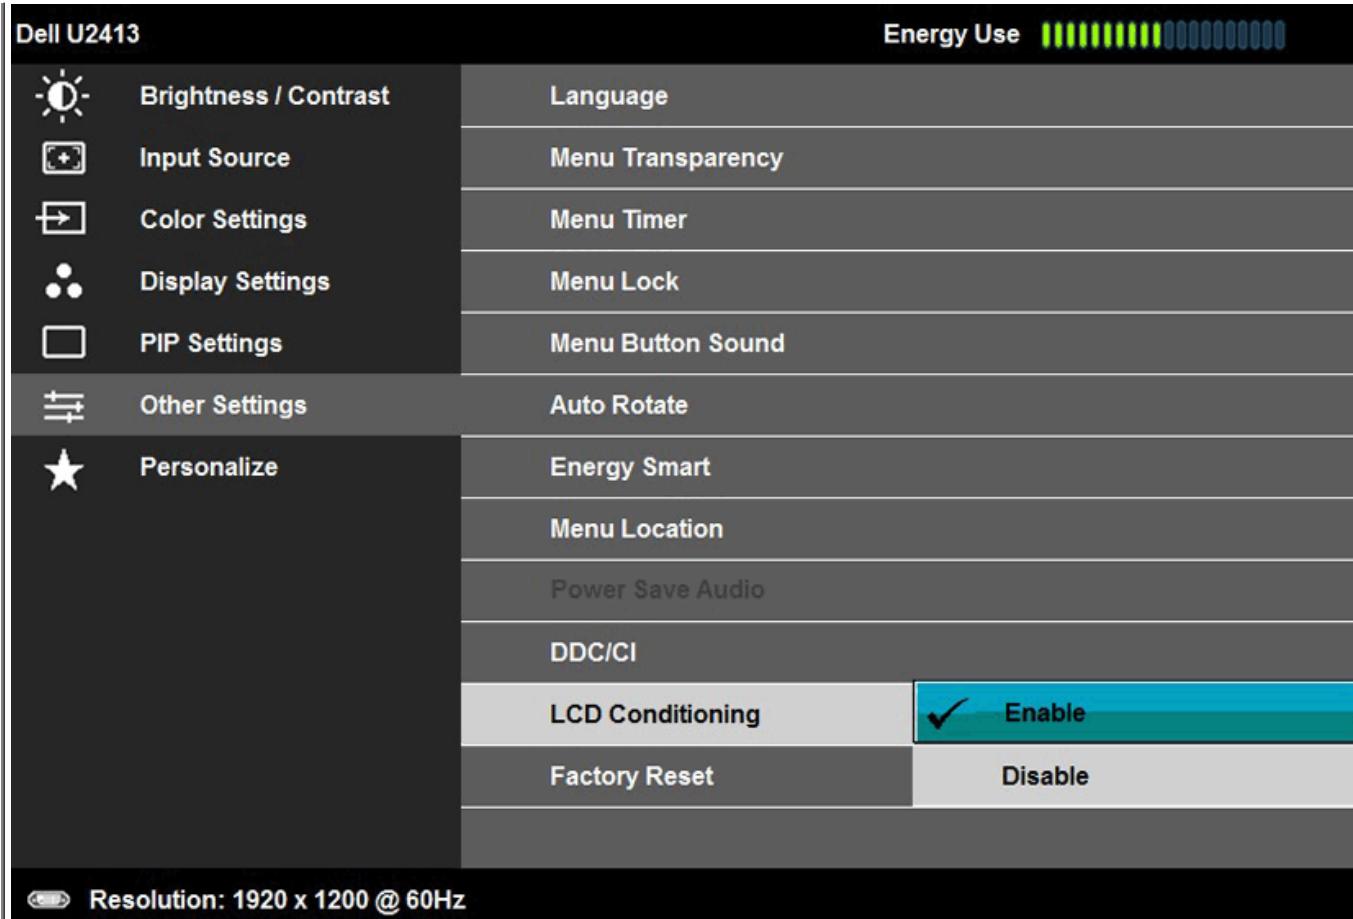 Dell U2413
Energy Use
Brightness / Contrast
Input Source
Color Settings
Display Settings
PIP Settings
Other Settings
Personalize
Language
Menu Transparency
Menu Timer
Menu Lock
Menu Button Sound
Auto Rotate
Energy Smart
Menu Location
Power Save Audio
DDC/CI
LCD Conditioning
Enable
Factory Reset
Disable
Resolution: 1920 x 1200 @ 60Hz